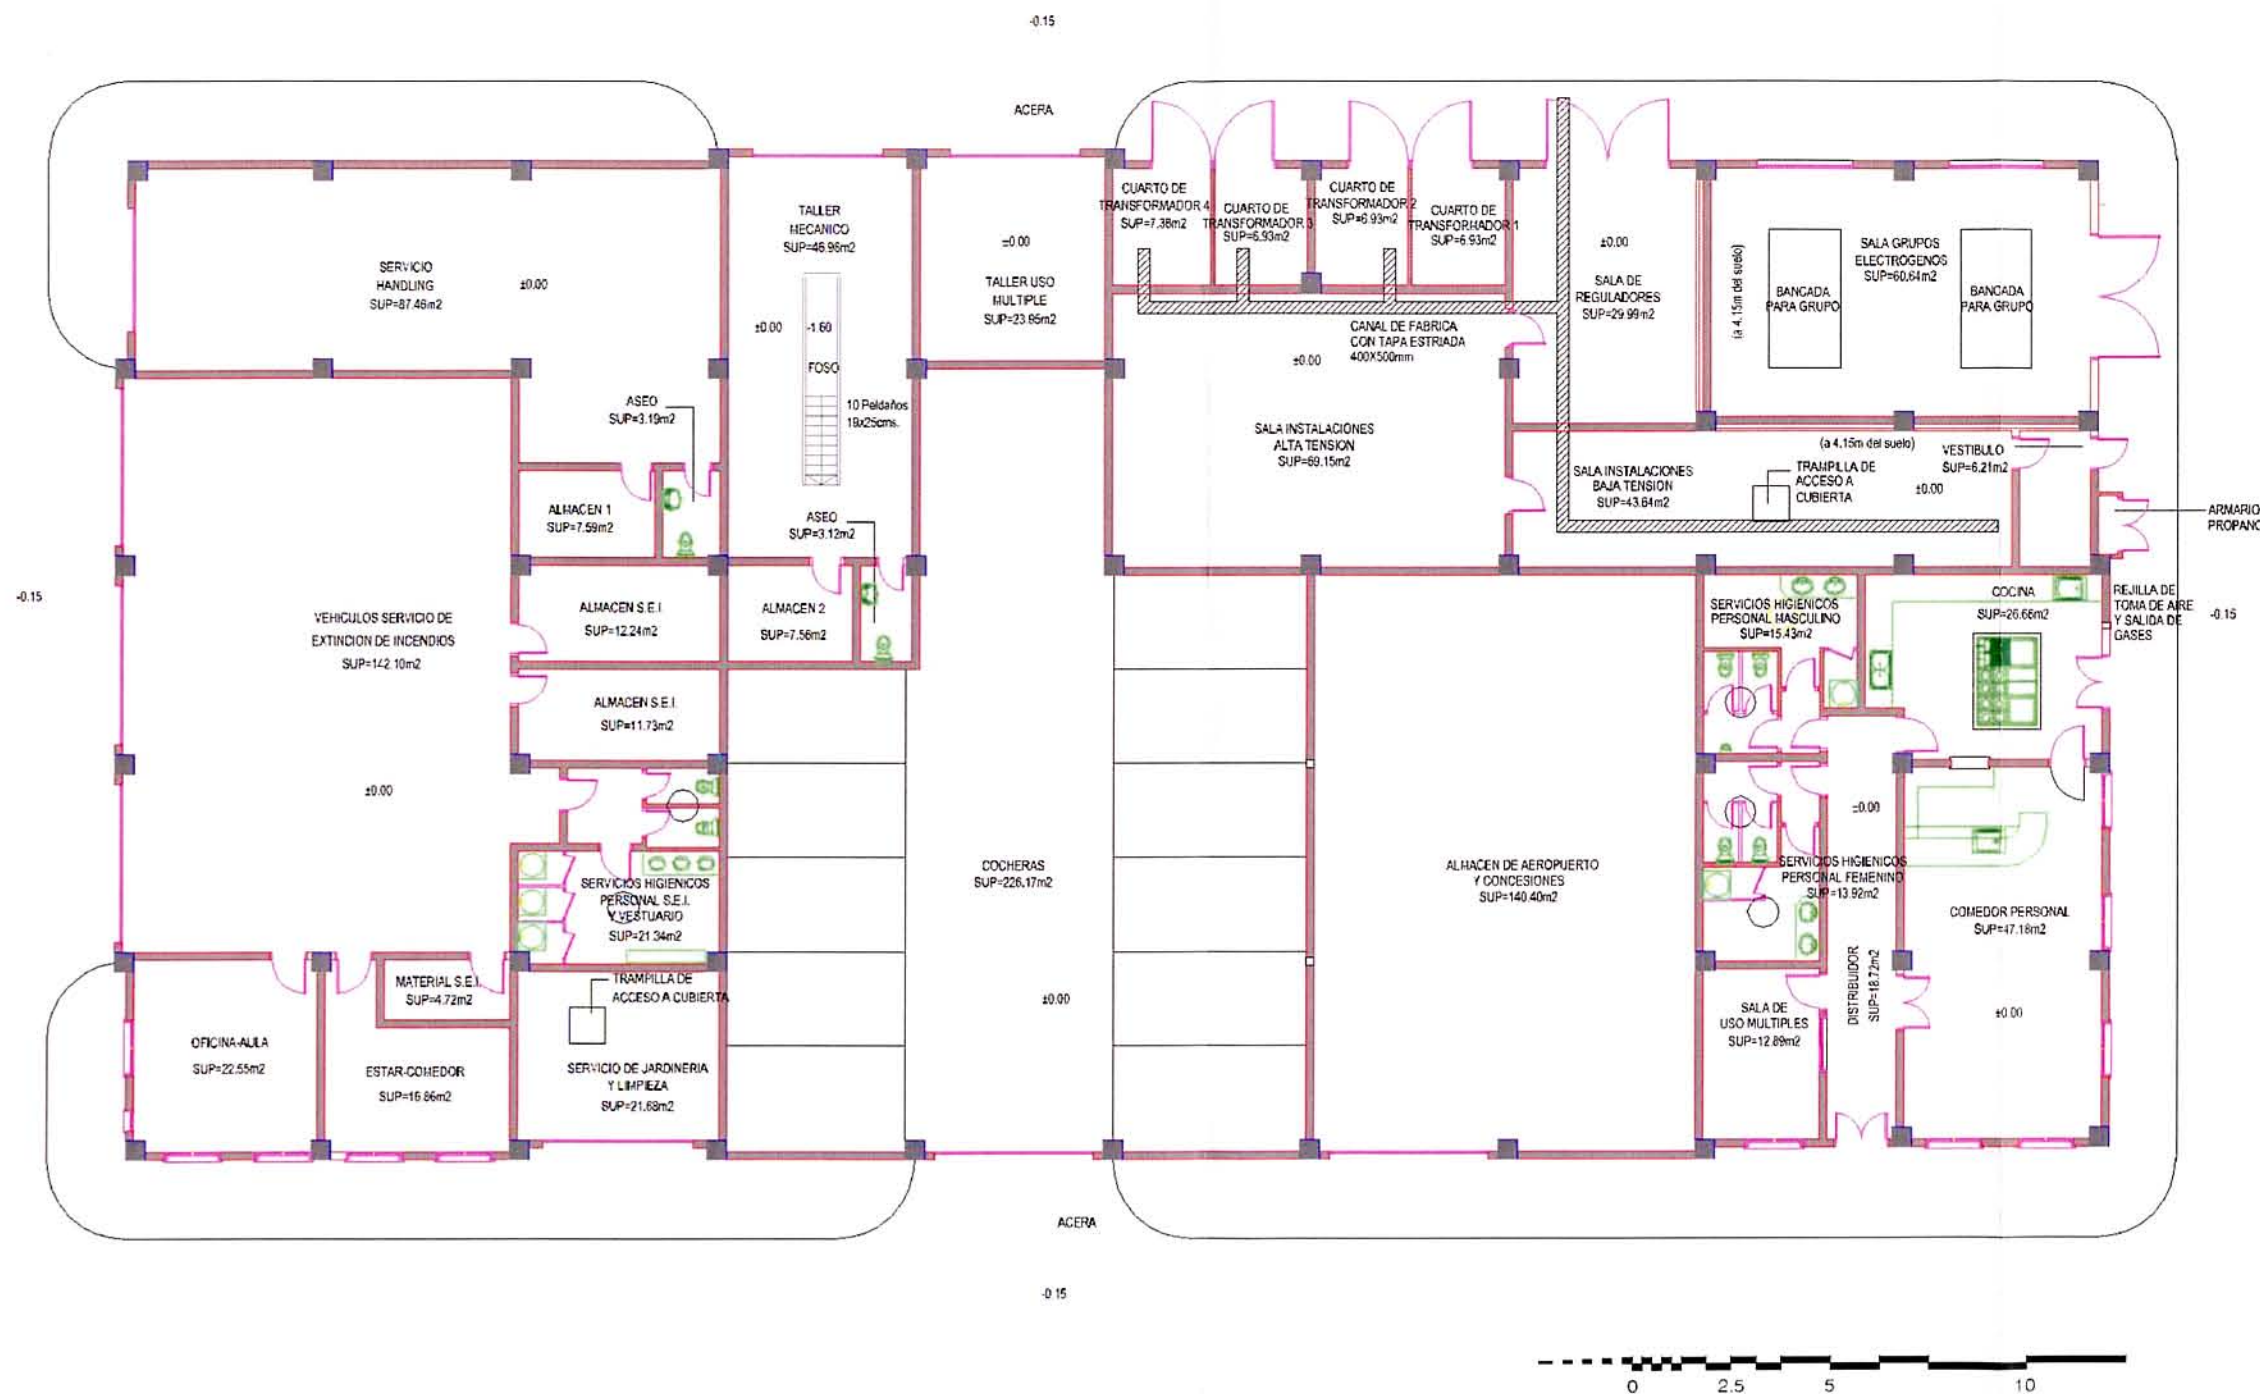 -0.15
ACERA
CUARTO DE
TRANSFORMADOR 4
SUP=7.38m2
CUARTO DE
TRANSFORMADOR 3
SUP=6.93m2
CUARTO DE
TRANSFORMADOR 2
SUP=6.93m2
CUARTO DE
TRANSFORMADOR 1
SUP=6.93m2
TALLER
MECANICO
SUP=46.96m2
±0.00
-1.60
FOSO
10 Peldaños
19x25cms.
±0.00
TALLER USO
MULTIPLE
SUP=23.95m2
SERVICIO
HANDLING
SUP=87.46m2
±0.00
±0.00
SALA DE
REGULADORES
SUP=29.99m2
(a 4.15m del suelo)
SALA GRUPOS
ELECTROGENOS
SUP=60.64m2
BANCADA
PARA GRUPO
BANCADA
PARA GRUPO
CANAL DE FABRICA
CON TAPA ESTRIADA
400X500mm
±0.00
SALA INSTALACIONES
ALTA TENSION
SUP=69.15m2
ASEO
SUP=3.19m2
ALMACEN 1
SUP=7.59m2
ASEO
SUP=3.12m2
SALA INSTALACIONES
BAJA TENSION
SUP=43.64m2
(a 4.15m del suelo)
TRAMPILLA DE
ACCESO A
CUBIERTA
VESTIBULO
SUP=6.21m2
±0.00
ARMARIO
PROPANO
-0.15
VEHICULOS SERVICIO DE
EXTINCION DE INCENDIOS
SUP=142.10m2
±0.00
ALMACEN S.E.I
SUP=12.24m2
ALMACEN 2
SUP=7.56m2
ALMACEN S.E.I.
SUP=11.73m2
SERVICIOS HIGIENICOS
PERSONAL MASCULINO
SUP=15.43m2
COCINA
SUP=26.66m2
REJILLA DE
TOMA DE AIRE
Y SALIDA DE
GASES
-0.15
±0.00
SERVICIOS HIGIENICOS
PERSONAL S.E.I.
Y VESTUARIO
SUP=21.34m2
COCHERAS
SUP=226.17m2
±0.00
ALMACEN DE AEROPUERTO
Y CONCESIONES
SUP=140.40m2
SERVICIOS HIGIENICOS
PERSONAL FEMENINO
SUP=13.92m2
COMEDOR PERSONAL
SUP=47.18m2
±0.00
DISTRIBUIDOR
SUP=18.72m2
SALA DE
USO MULTIPLES
SUP=12.89m2
MATERIAL S.E.I.
SUP=4.72m2
TRAMPILLA DE
ACCESO A CUBIERTA
OFICINA-AULA
SUP=22.55m2
ESTAR-COMEDOR
SUP=16.86m2
SERVICIO DE JARDINERIA
Y LIMPIEZA
SUP=21.68m2
ACERA
-0.15
0
2.5
5
10